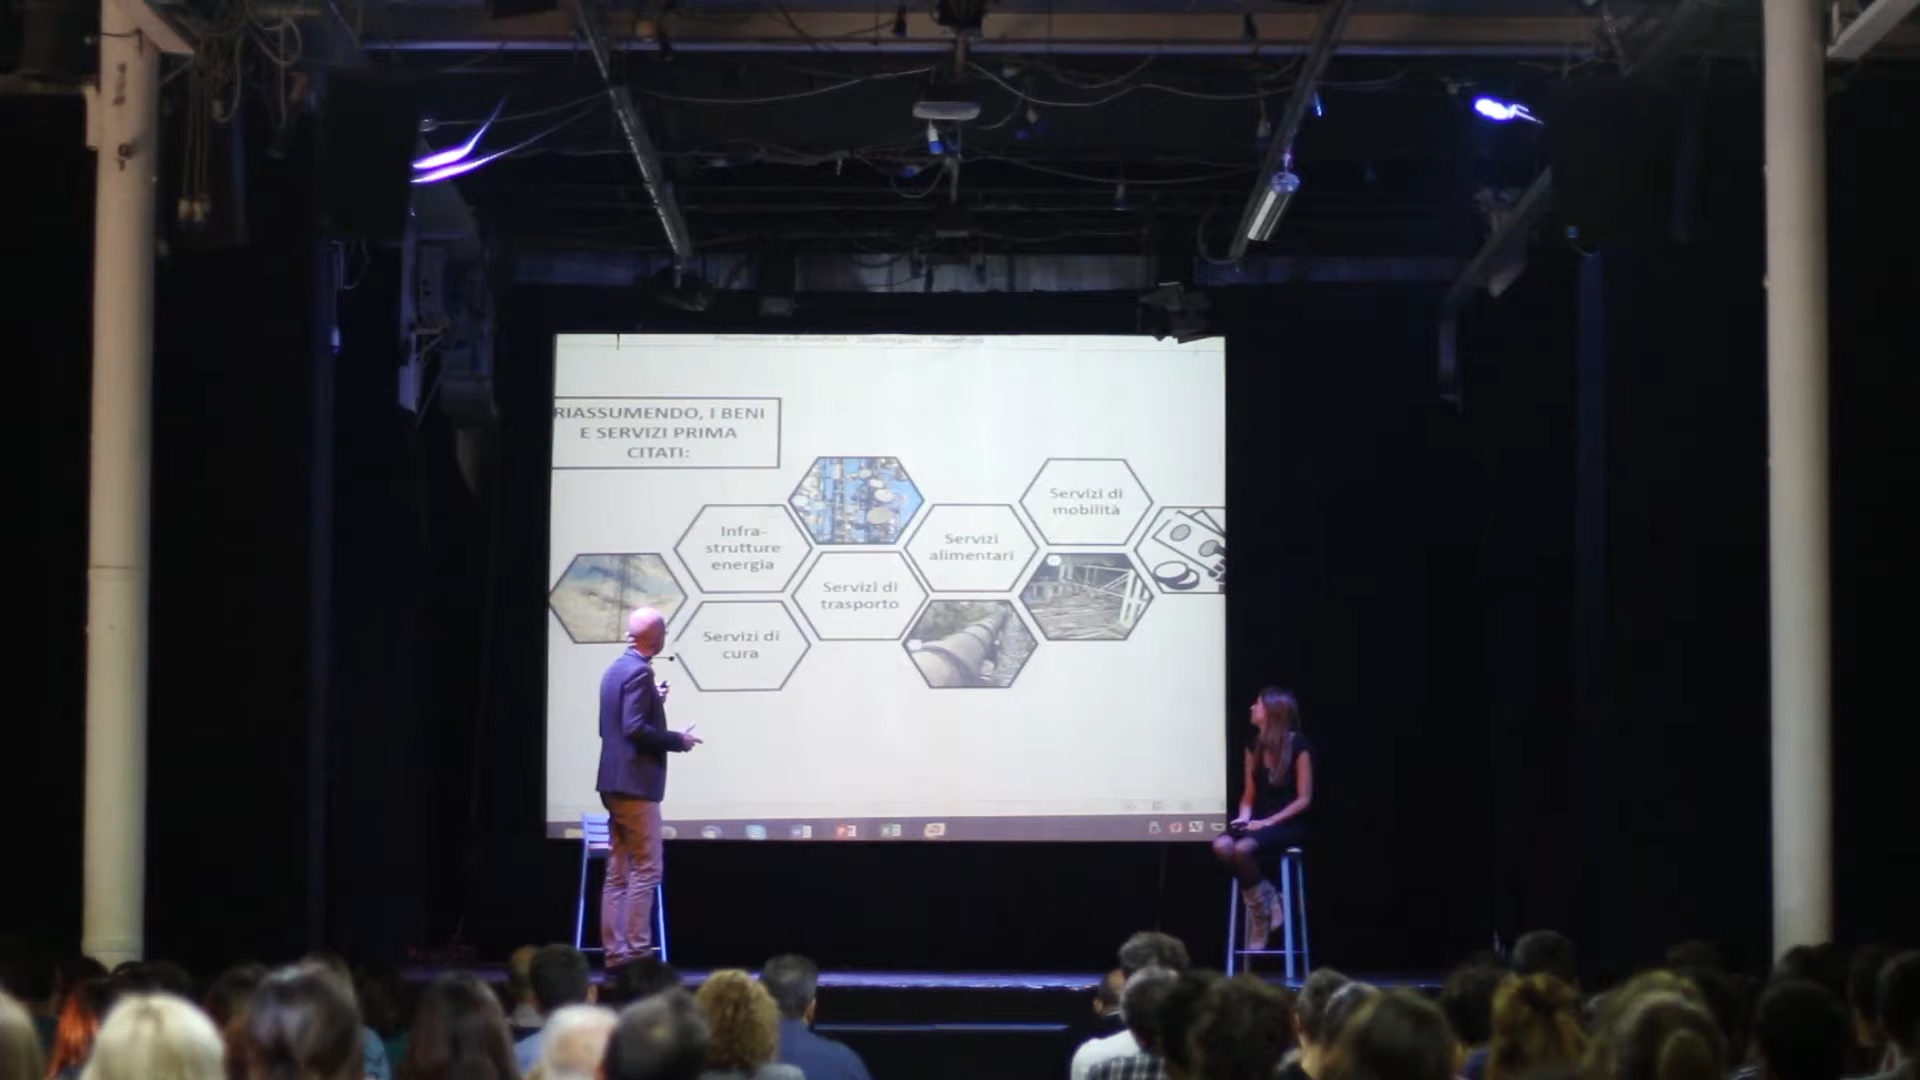 RIASSUMENDO, I BENI
E SERVIZI PRIMA
CITATI:
Servizi di
mobilità
Infra-
strutture
energia
Servizi
alimentari
Servizi di
trasporto
Servizi di
cura